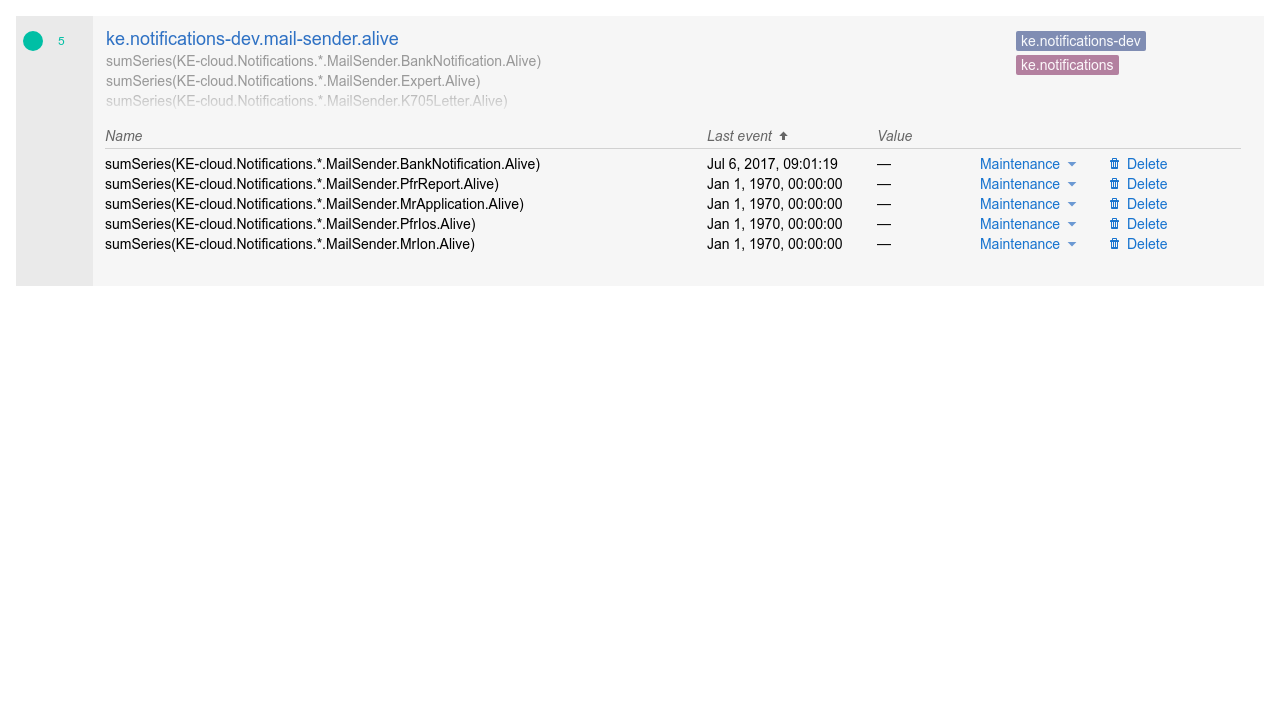 5
ke.notifications-dev.mail-sender.alive
ke.notifications-dev
sumSeries(KE-cloud.Notifications.*.MailSender.BankNotification.Alive)
ke.notifications
sumSeries(KE-cloud.Notifications.*.MailSender.Expert.Alive)
sumSeries(KE-cloud.Notifications.*.MailSender.K705Letter.Alive)
Name Last event Value
sumSeries(KE-cloud.Notifications.*.MailSender.BankNotification.Alive) Jul 6, 2017, 09:01:19 — Maintenance Delete
sumSeries(KE-cloud.Notifications.*.MailSender.PfrReport.Alive) Jan 1, 1970, 00:00:00 — Maintenance Delete
sumSeries(KE-cloud.Notifications.*.MailSender.MrApplication.Alive) Jan 1, 1970, 00:00:00 — Maintenance Delete
sumSeries(KE-cloud.Notifications.*.MailSender.PfrIos.Alive) Jan 1, 1970, 00:00:00 — Maintenance Delete
sumSeries(KE-cloud.Notifications.*.MailSender.MrIon.Alive) Jan 1, 1970, 00:00:00 — Maintenance Delete